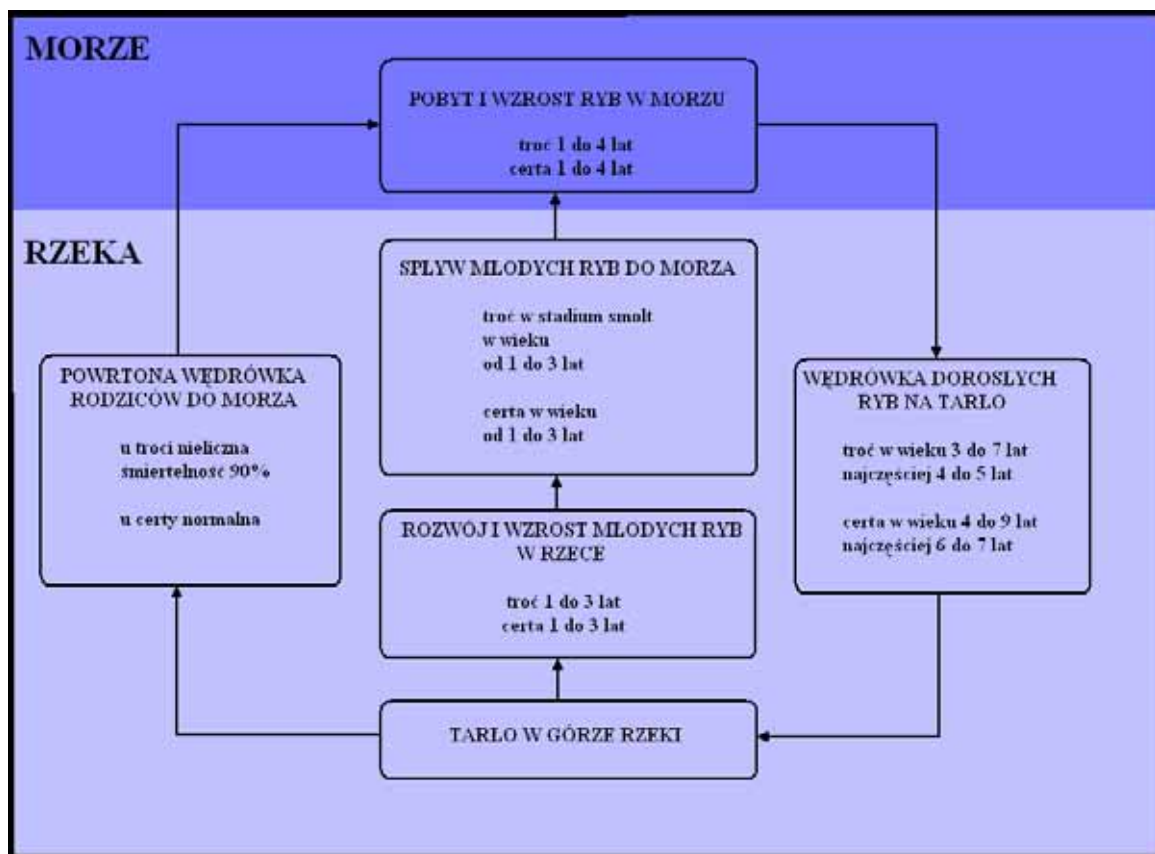 MORZE
POBYT I WZROST RYB W MORZU
troć 1 do 4 lat
certa 1 do 4 lat
RZEKA
SPŁYW MŁODYCH RYB DO MORZA
troć w stadium smolt
w wieku
od 1 do 3 lat
certa w wieku
od 1 do 3 lat
POWRTONA WĘDRÓWKA
RODZICÓW DO MORZA
u troci nieliczna
śmiertelność 90%
u certy normalna
WĘDRÓWKA DOROSŁYCH
RYB NA TARŁO
troć w wieku 3 do 7 lat
najczęściej 4 do 5 lat
certa w wieku 4 do 9 lat
najczęściej 6 do 7 lat
ROZWÓJ I WZROST MŁODYCH RYB
W RZECE
troć 1 do 3 lat
certa 1 do 3 lat
TARŁO W GÓRZE RZEKI